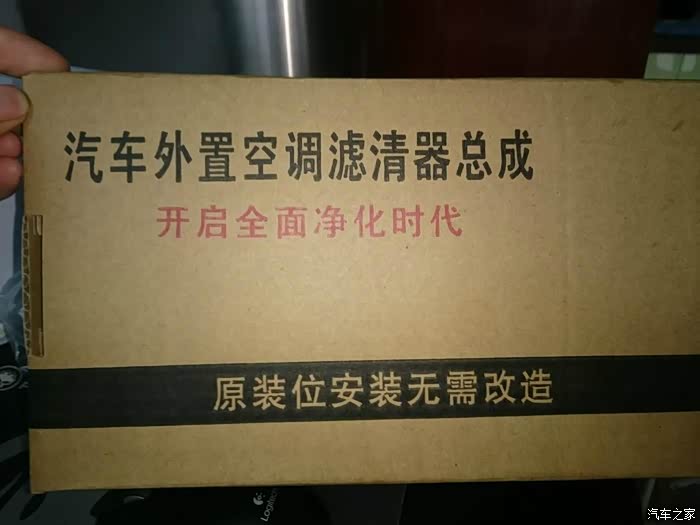 汽车外置空调滤清器总成
开启全面净化时代
原装位安装无需改造
Logitech
汽车之家